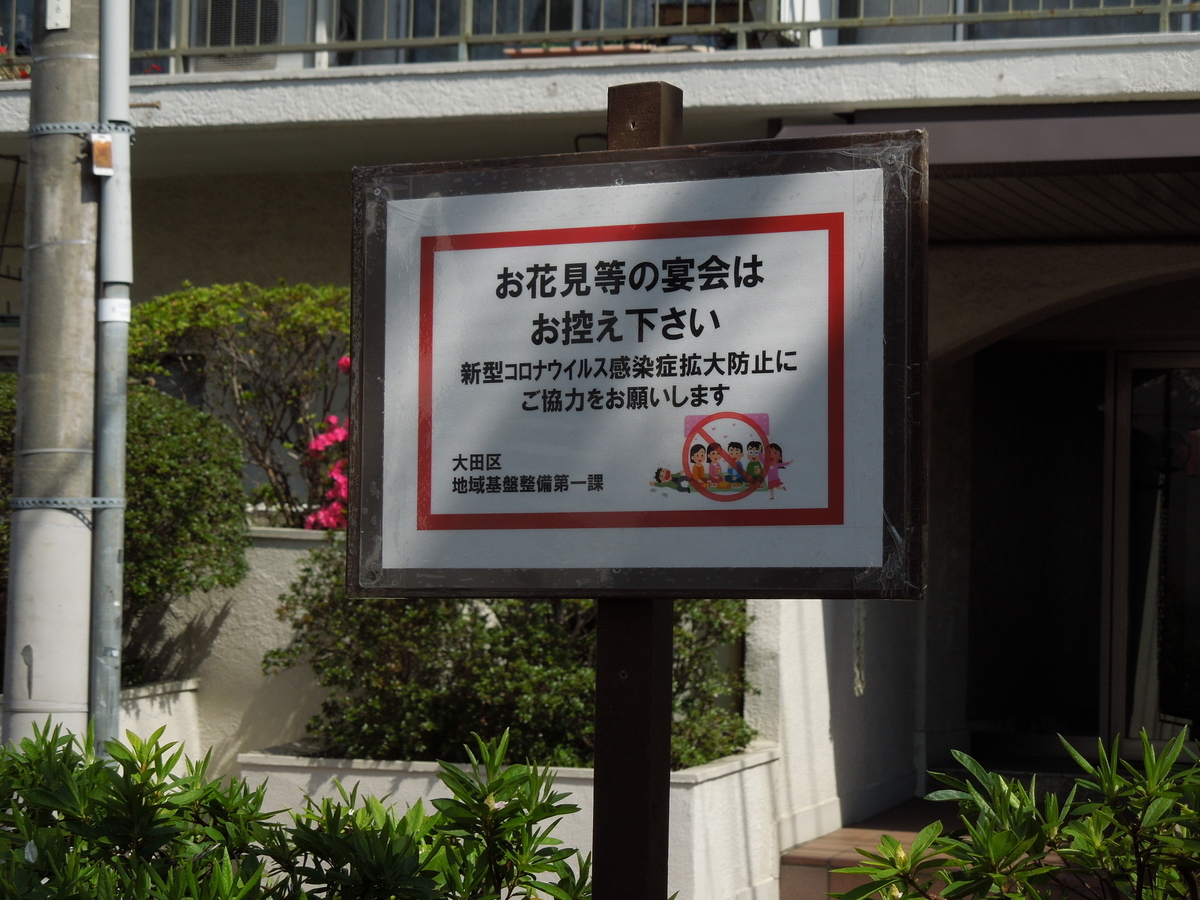 お花見等の宴会は
お控え下さい
新型コロナウイルス感染症拡大防止に
ご協力をお願いします
大田区
地域基盤整備第一課